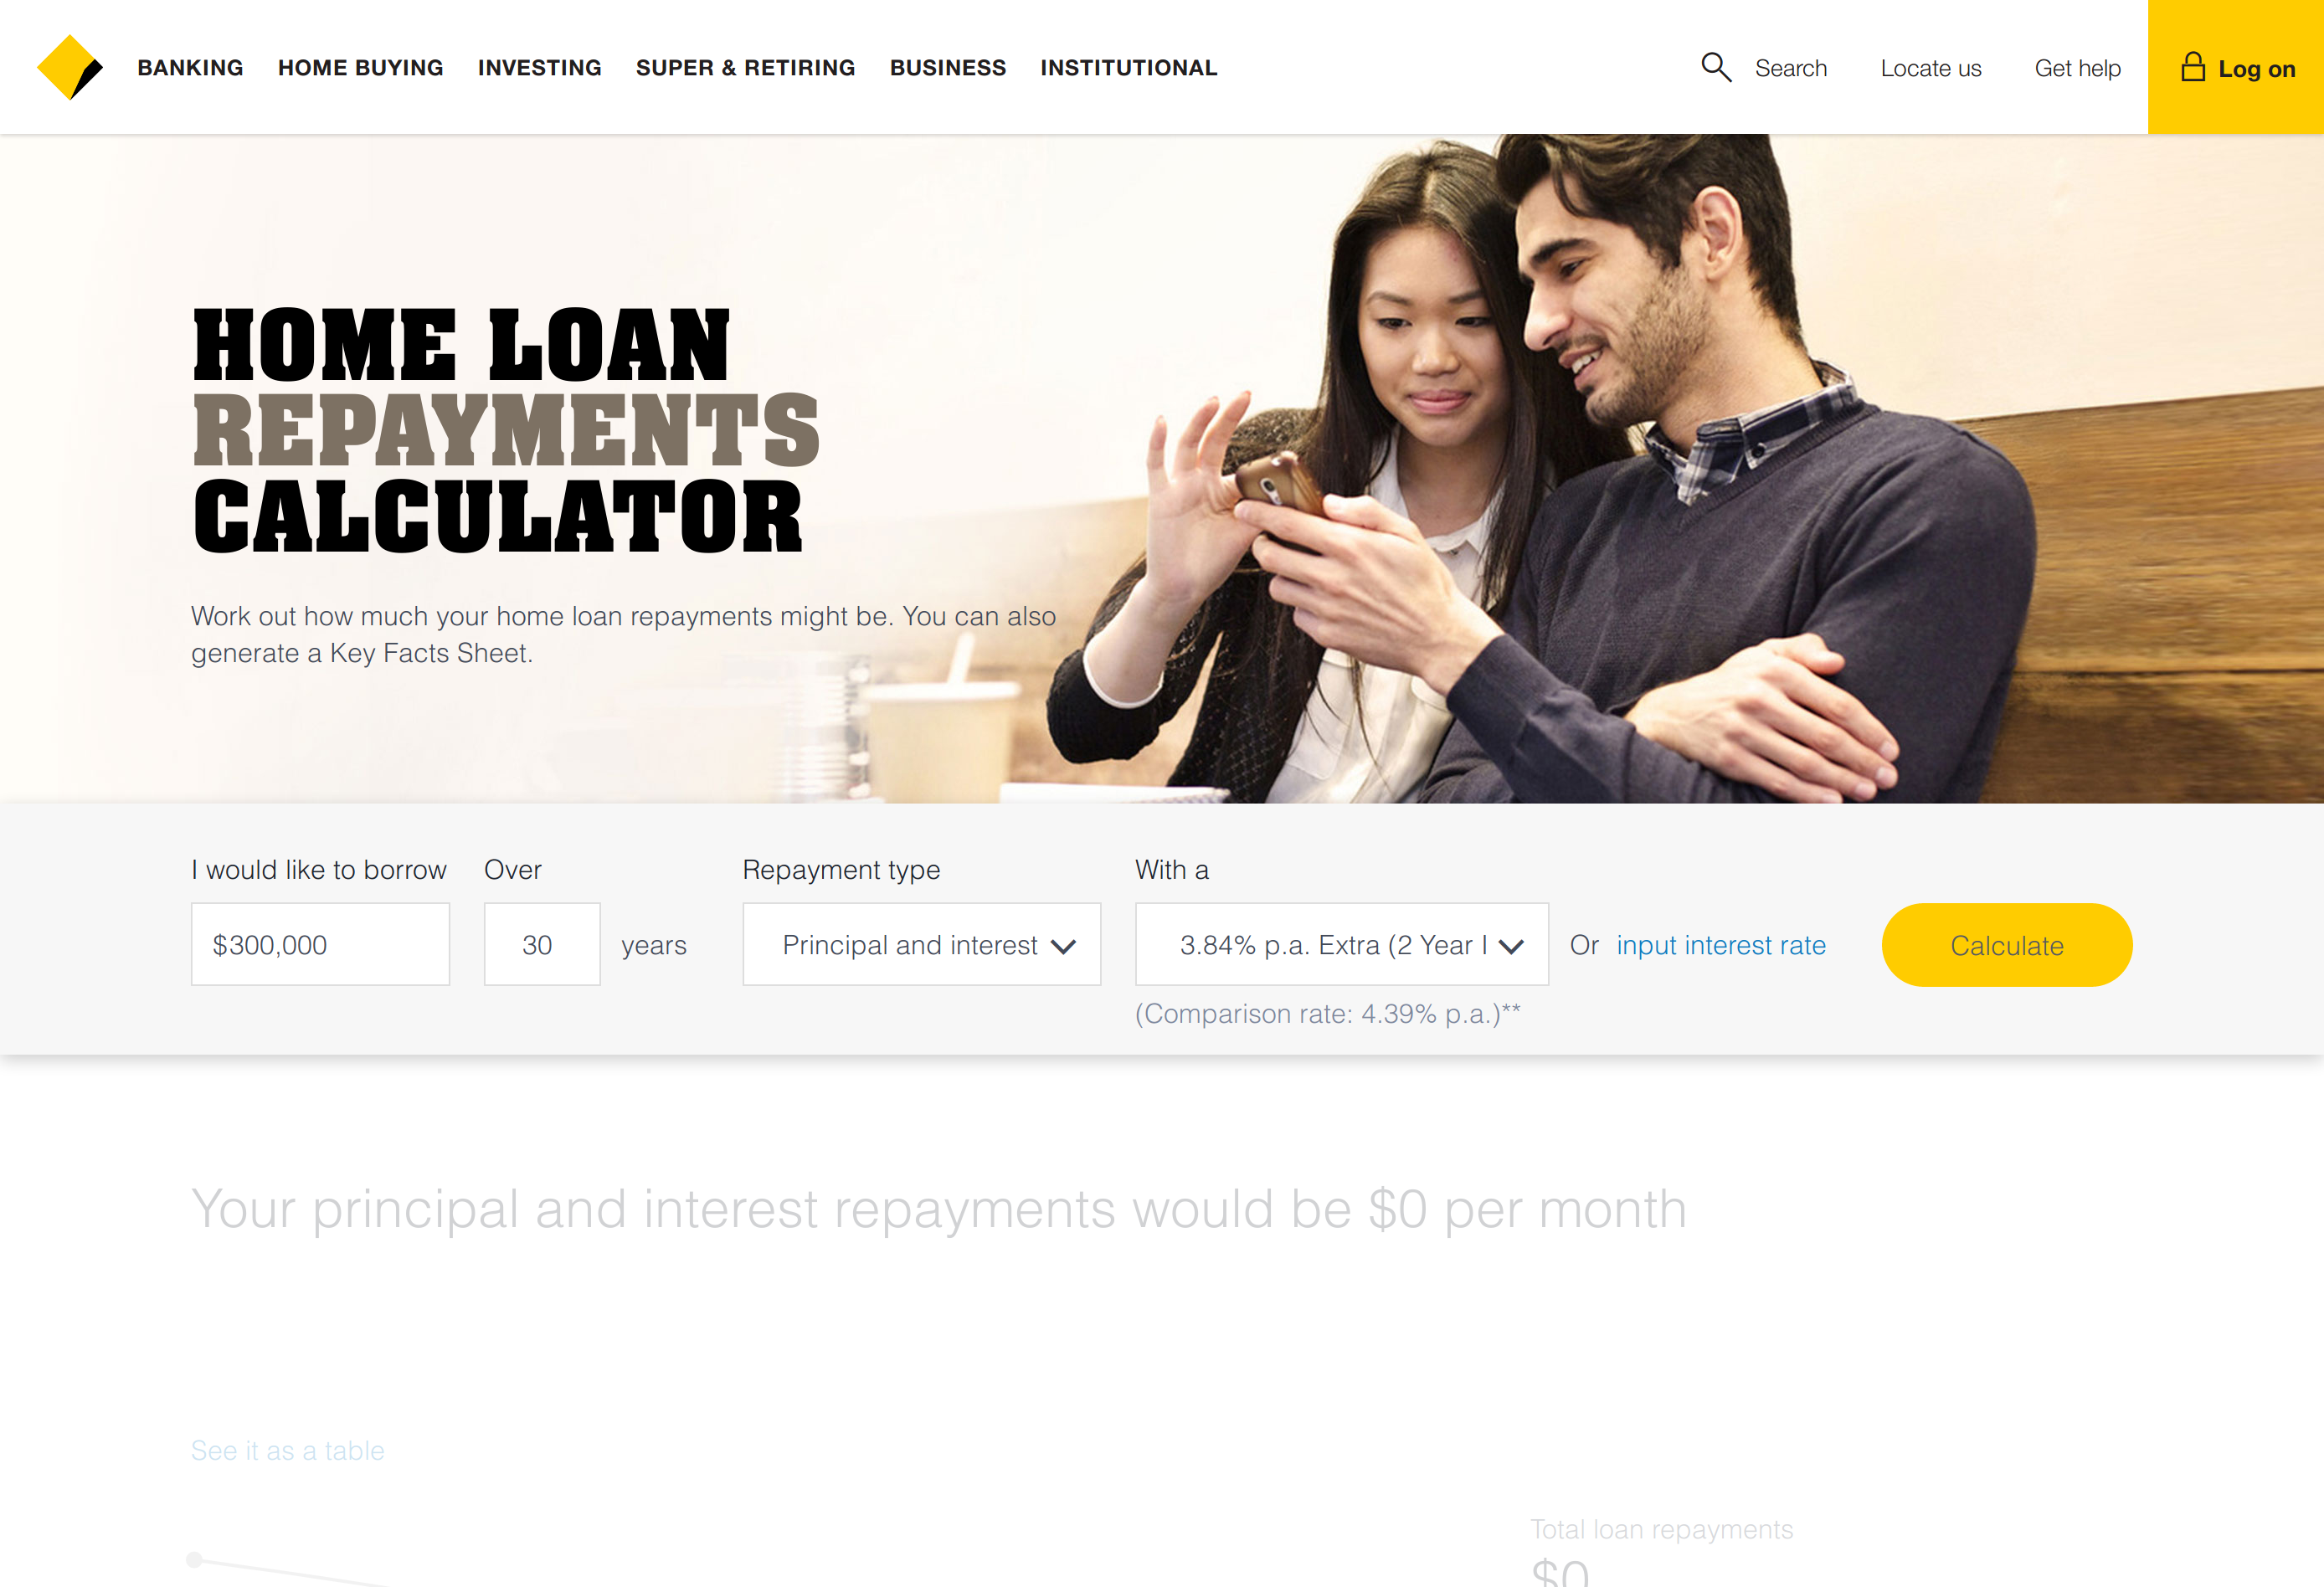 BANKING HOME BUYING INVESTING SUPER & RETIRING BUSINESS INSTITUTIONAL Search Locate us Get help Log on
HOME LOAN
REPAYMENTS
CALCULATOR
Work out how much your home loan repayments might be. You can also
generate a Key Facts Sheet.
I would like to borrow Over Repayment type With a
$300,000 30 years Principal and interest 3.84% p.a. Extra (2 Year I Or input interest rate Calculate
(Comparison rate: 4.39% p.a.)**
Your principal and interest repayments would be $0 per month
See it as a table
Total loan repayments
$0